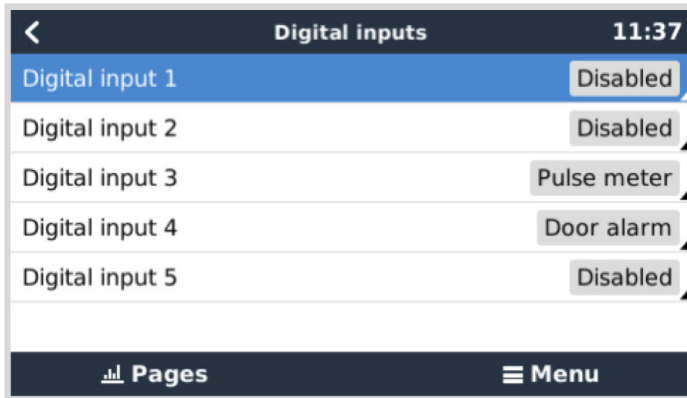 Digital inputs 11:37
Digital input 1 Disabled
Digital input 2 Disabled
Digital input 3 Pulse meter
Digital input 4 Door alarm
Digital input 5 Disabled
Pages Menu